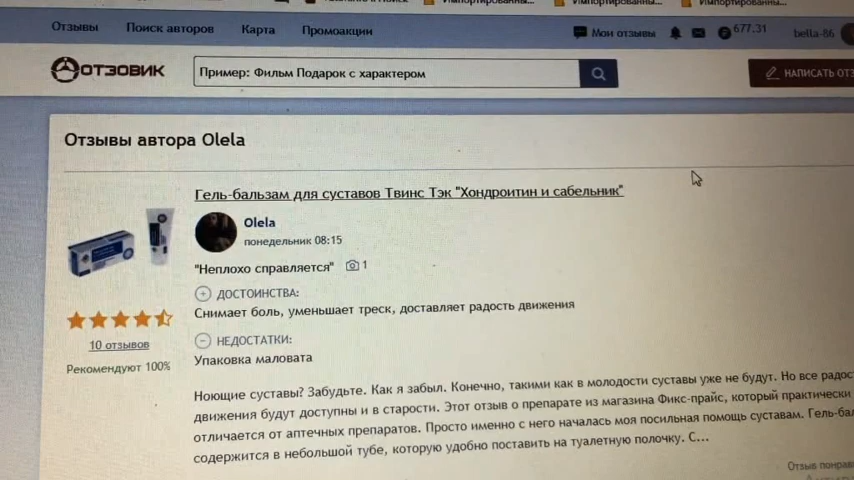 Отзывы Поиск авторов Карта Промоакции Мои отзывы 677.31 bella-86
ОТЗОВИК Пример: Фильм Подарок с характером НАПИСАТЬ ОТЗ
Отзывы автора Olela
Гель-бальзам для суставов Твинс Тэк "Хондроитин и сабельник"
Olela
понедельник 08:15
"Неплохо справляется" 1
ДОСТОИНСТВА:
Снимает боль, уменьшает треск, доставляет радость движения
10 отзывов
Рекомендуют 100%
НЕДОСТАТКИ:
Упаковка маловата
Ноющие суставы? Забудьте. Как я забыл. Конечно, такими как в молодости суставы уже не будут. Но все радос
движения будут доступны и в старости. Этот отзыв о препарате из магазина Фикс-прайс, который практически
отличается от аптечных препаратов. Просто именно с него началась моя посильная помощь суставам. Гель-бал
содержится в небольшой тубе, которую удобно поставить на туалетную полочку. С...
Отзыв понрав